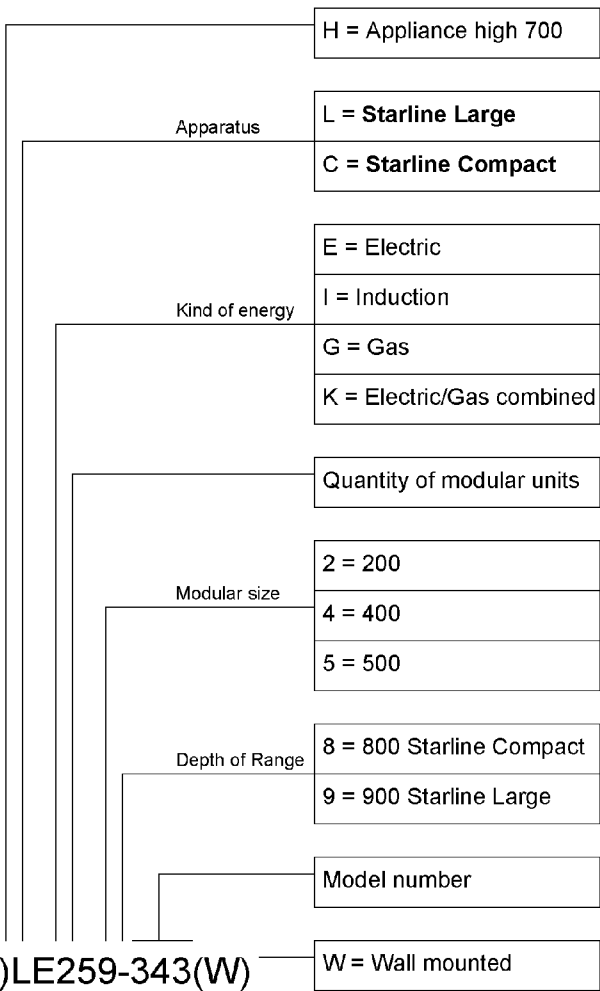 H = Appliance high 700
L = Starline Large
Apparatus
C = Starline Compact
E = Electric
I = Induction
Kind of energy
G = Gas
K = Electric/Gas combined
Quantity of modular units
2 = 200
Modular size
4 = 400
5 = 500
8 = 800 Starline Compact
Depth of Range
9 = 900 Starline Large
Model number
)LE259-343(W)
W = Wall mounted